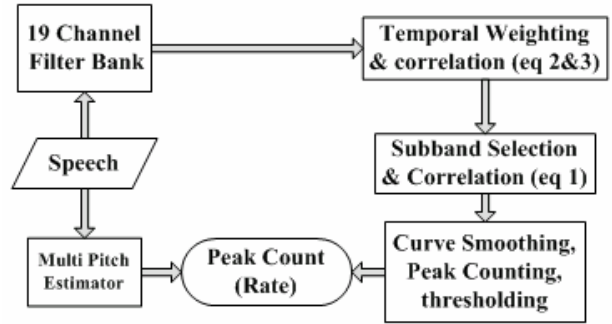 19 Channel
Filter Bank
Temporal Weighting
& correlation (eq 2&3)
Speech
Subband Selection
& Correlation (eq 1)
Multi Pitch
Estimator
Peak Count
(Rate)
Curve Smoothing,
Peak Counting,
thresholding